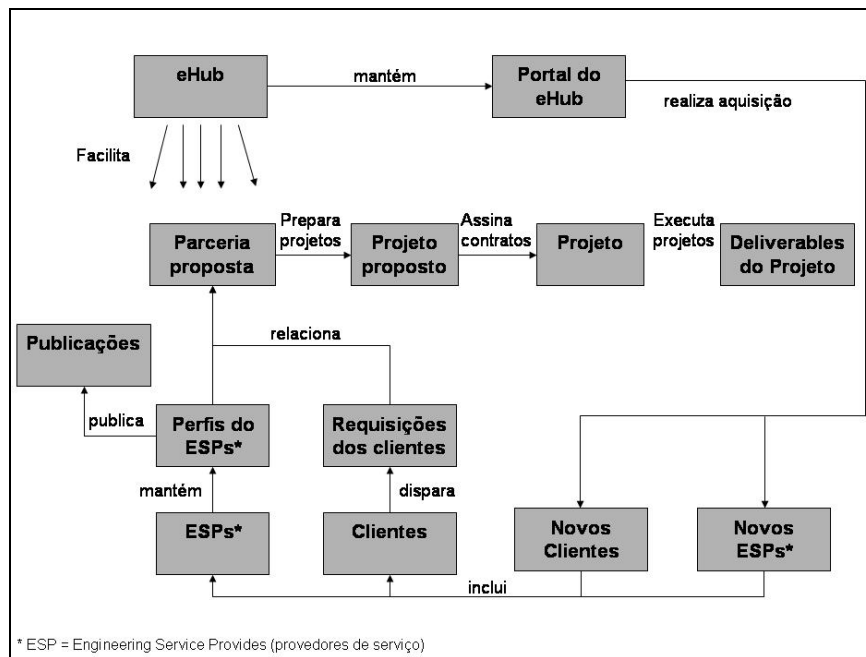 eHub
mantém
Portal do
eHub
realiza aquisição
Facilita
Parceria
proposta
Prepara
projetos
Projeto
proposto
Assina
contratos
Projeto
Executa
projetos
Deliverables
do Projeto
relaciona
Publicações
publica
Perfis do
ESPs*
Requisições
dos clientes
mantém
dispara
ESPs*
Clientes
Novos
Clientes
Novos
ESPs*
inclui
* ESP = Engineering Service Provides (provedores de serviço)